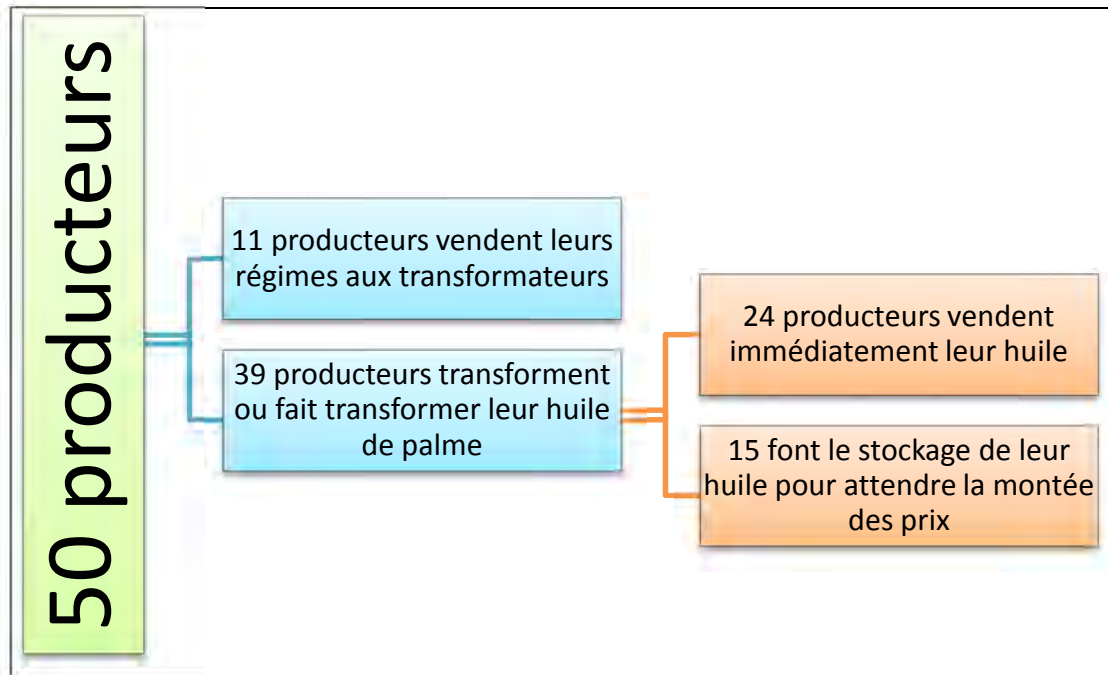 50 producteurs
11 producteurs vendent leurs
régimes aux transformateurs
39 producteurs transforment
ou fait transformer leur huile
de palme
24 producteurs vendent
immédiatement leur huile
15 font le stockage de leur
huile pour attendre la montée
des prix